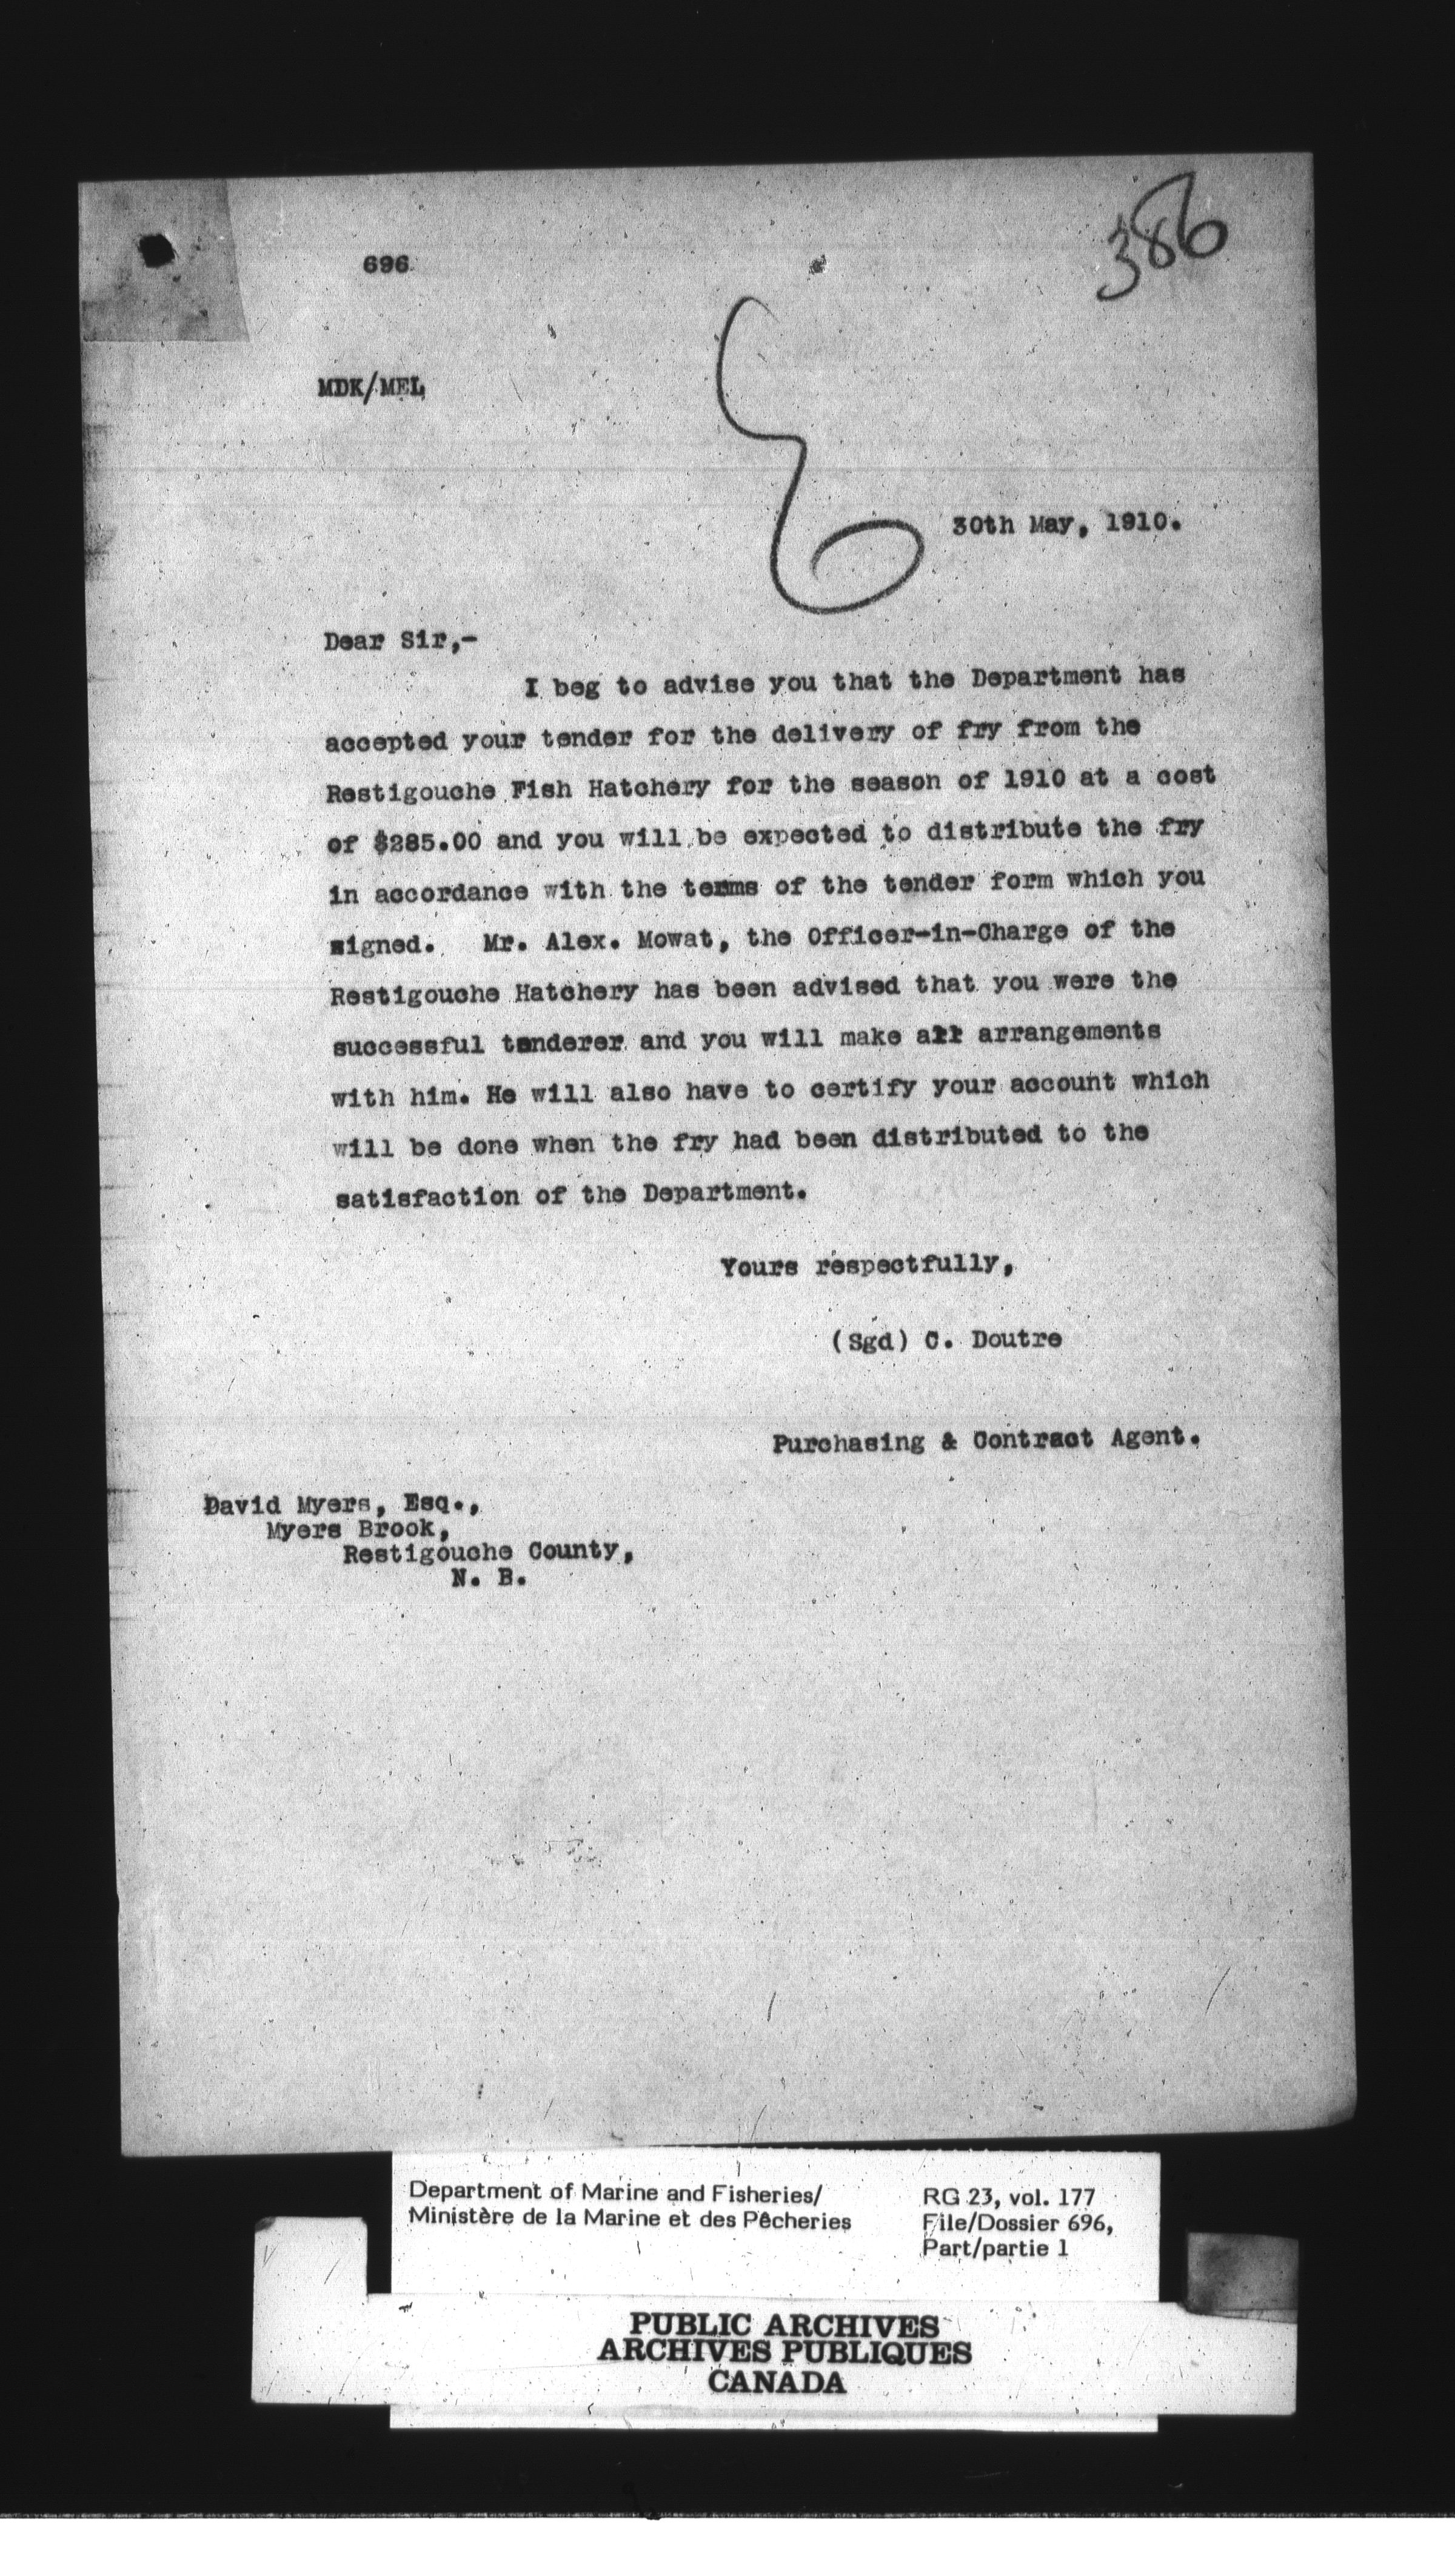 386
696
MDK/MEL
30th May, 1910.
Dear Sir,-
I beg to advise you that the Department has
accepted your tender for the delivery of fry from the
Restigouche Fish Hatchery for the season of 1910 at a cost
of $285.00 and you will be expected to distribute the fry
in accordance with the terms of the tender form which you
signed. Mr. Alex. Mowat, the Officer-in-Charge of the
Restigouche Hatchery has been advised that you were the
successful tenderer and you will make all arrangements
with him. He will also have to certify your account which
will be done when the fry had been distributed to the
satisfaction of the Department.
Yours respectfully,
(Sgd) C. Doutre
Purchasing & Contract Agent.
David Myers, Esq.,
Myers Brook,
Restigouche County,
N. B.
Department of Marine and Fisheries/
Ministère de la Marine et des Pêcheries
RG 23, vol. 177
File/Dossier 696,
Part/partie 1
PUBLIC ARCHIVES
ARCHIVES PUBLIQUES
CANADA